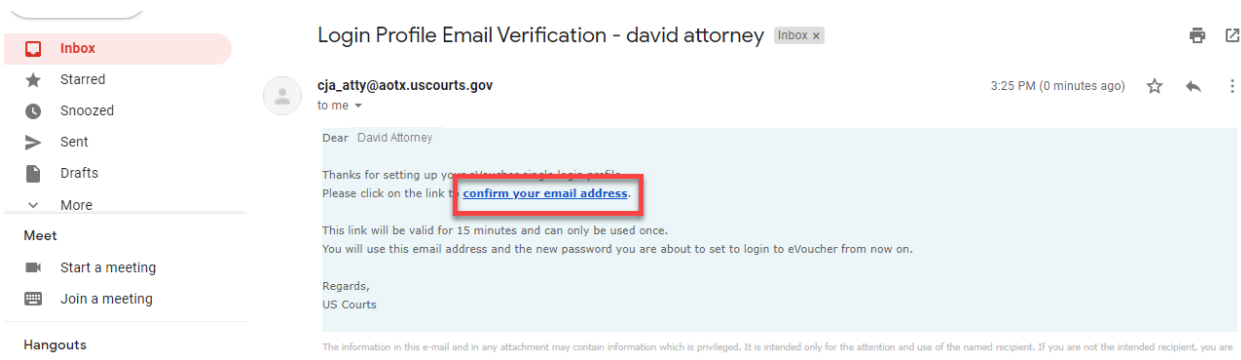 Inbox
Starred
Snoozed
Sent
Drafts
More
Meet
Start a meeting
Join a meeting
Hangouts
Login Profile Email Verification - david attorney Inbox x
cja_atty@aotx.uscourts.gov 3:25 PM (0 minutes ago)
to me
Dear David Attorney
Thanks for setting up your eVoucher single login profile.
Please click on the link to confirm your email address.
This link will be valid for 15 minutes and can only be used once.
You will use this email address and the new password you are about to set to login to eVoucher from now on.
Regards,
US Courts
The information in this e-mail and in any attachment may contain information which is privileged. It is intended only for the attention and use of the named recipient. If you are not the intended recipient, you are